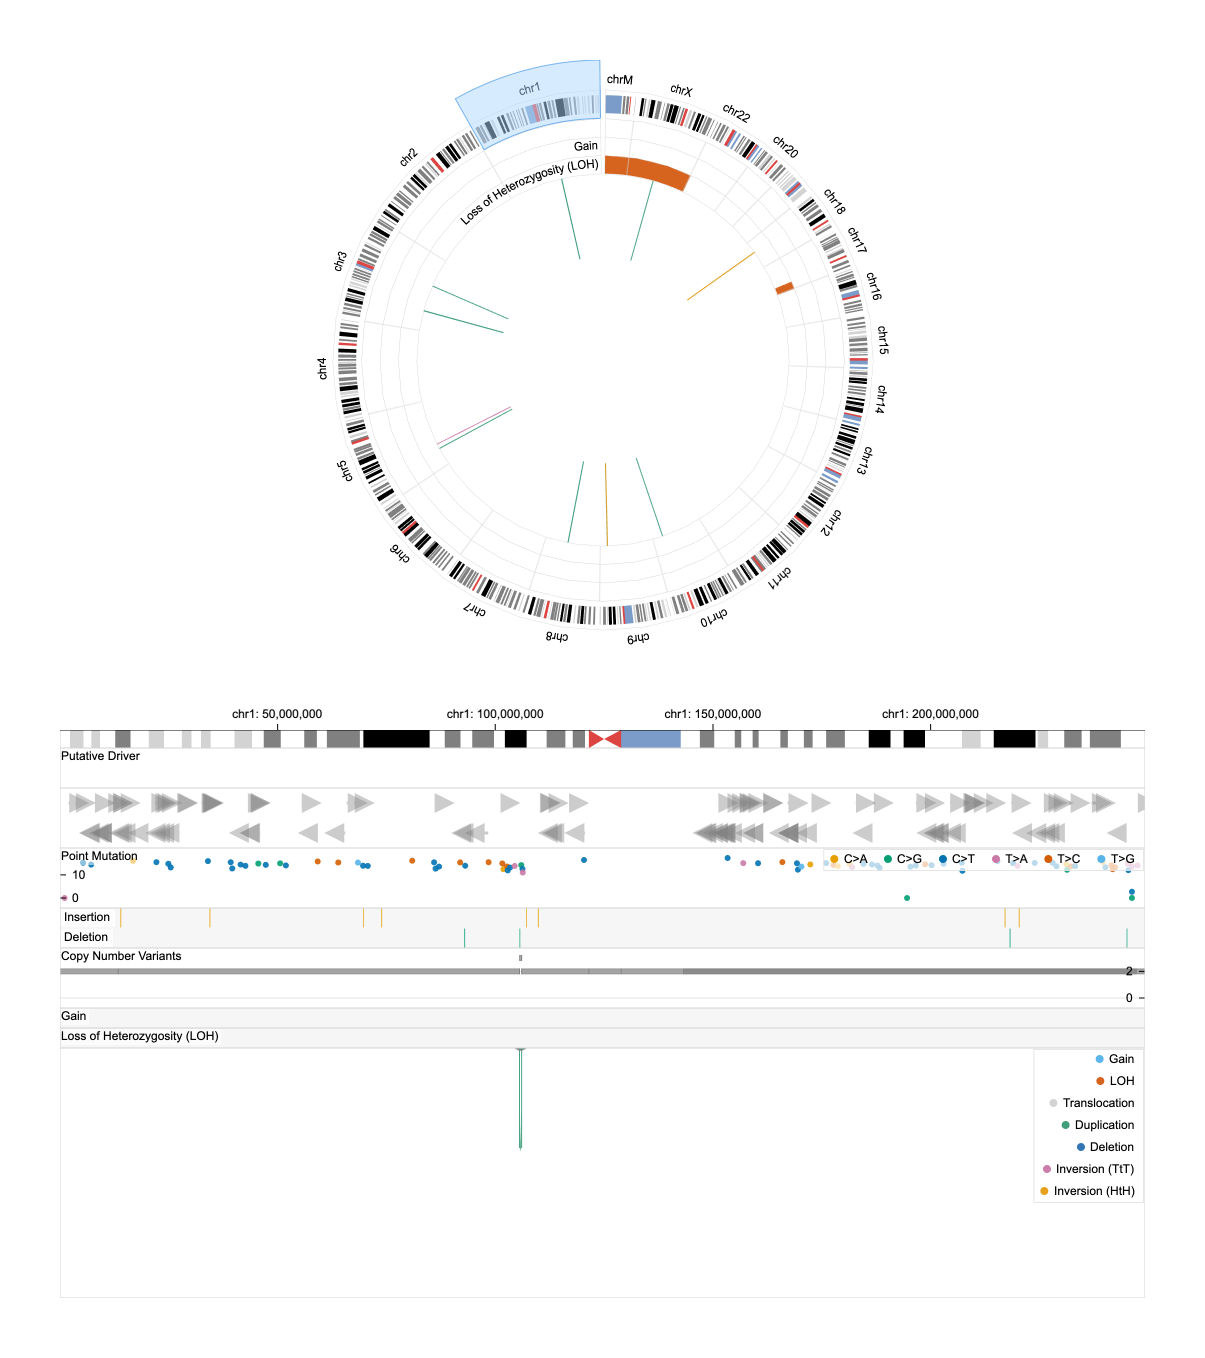 chr1
chrM
chrX
chr22
chr20
chr18
chr17
chr16
chr15
chr14
chr13
chr12
chr11
chr10
chr9
chr8
chr7
chr6
chr5
chr4
chr3
chr2
Gain
Loss of Heterozygosity (LOH)
chr1: 50,000,000 chr1: 100,000,000 chr1: 150,000,000 chr1: 200,000,000
Putative Driver
Point Mutation
C>A C>G C>T T>A T>C T>G
10
0
Insertion
Deletion
Copy Number Variants
2
0
Gain
Loss of Heterozygosity (LOH)
Gain
LOH
Translocation
Duplication
Deletion
Inversion (TtT)
Inversion (HtH)